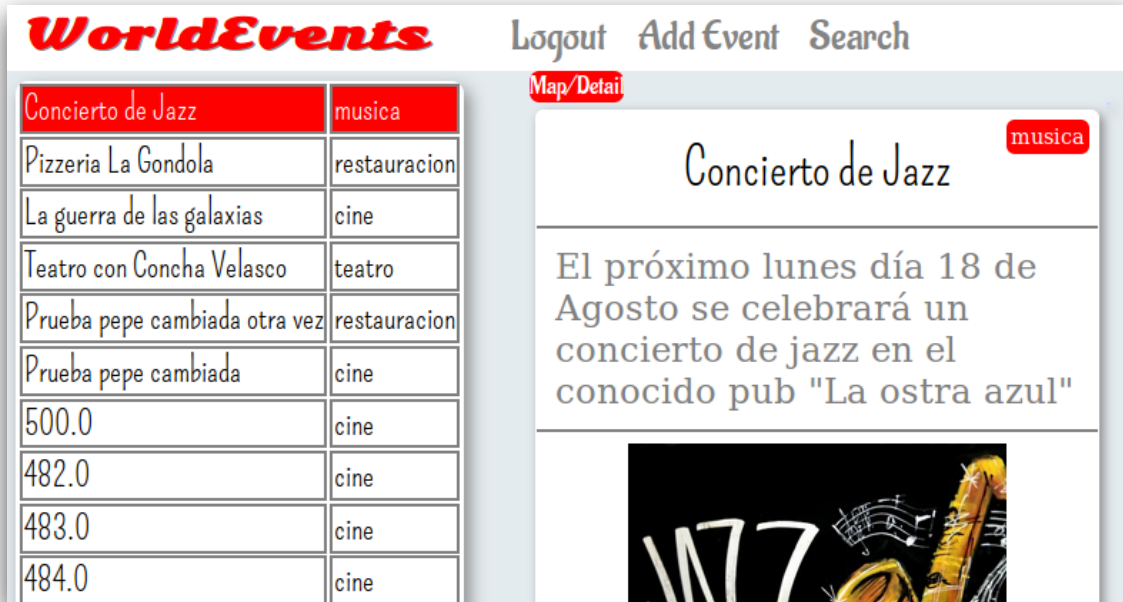 WorldEvents Logout Add Event Search
Concierto de Jazz musica
Pizzeria La Gondola restauracion
La guerra de las galaxias cine
Teatro con Concha Velasco teatro
Prueba pepe cambiada otra vez restauracion
Prueba pepe cambiada cine
500.0 cine
482.0 cine
483.0 cine
484.0 cine
Map/Detail
musica
Concierto de Jazz
El próximo lunes día 18 de
Agosto se celebrará un
concierto de jazz en el
conocido pub "La ostra azul"
JAZZ